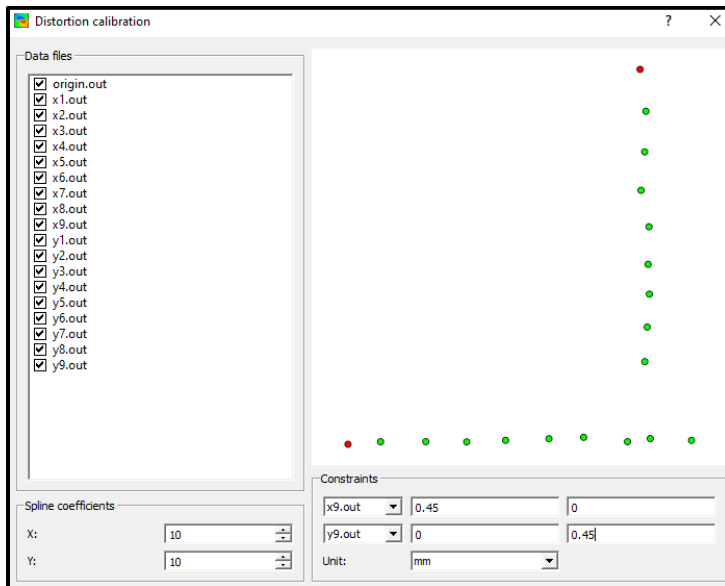 Distortion calibration ?
Data files
origin.out
x1.out
x2.out
x3.out
x4.out
x5.out
x6.out
x7.out
x8.out
x9.out
y1.out
y2.out
y3.out
y4.out
y5.out
y6.out
y7.out
y8.out
y9.out
Spline coefficients
X: 10
Y: 10
Constraints
x9.out 0.45 0
y9.out 0 0.45
Unit: mm